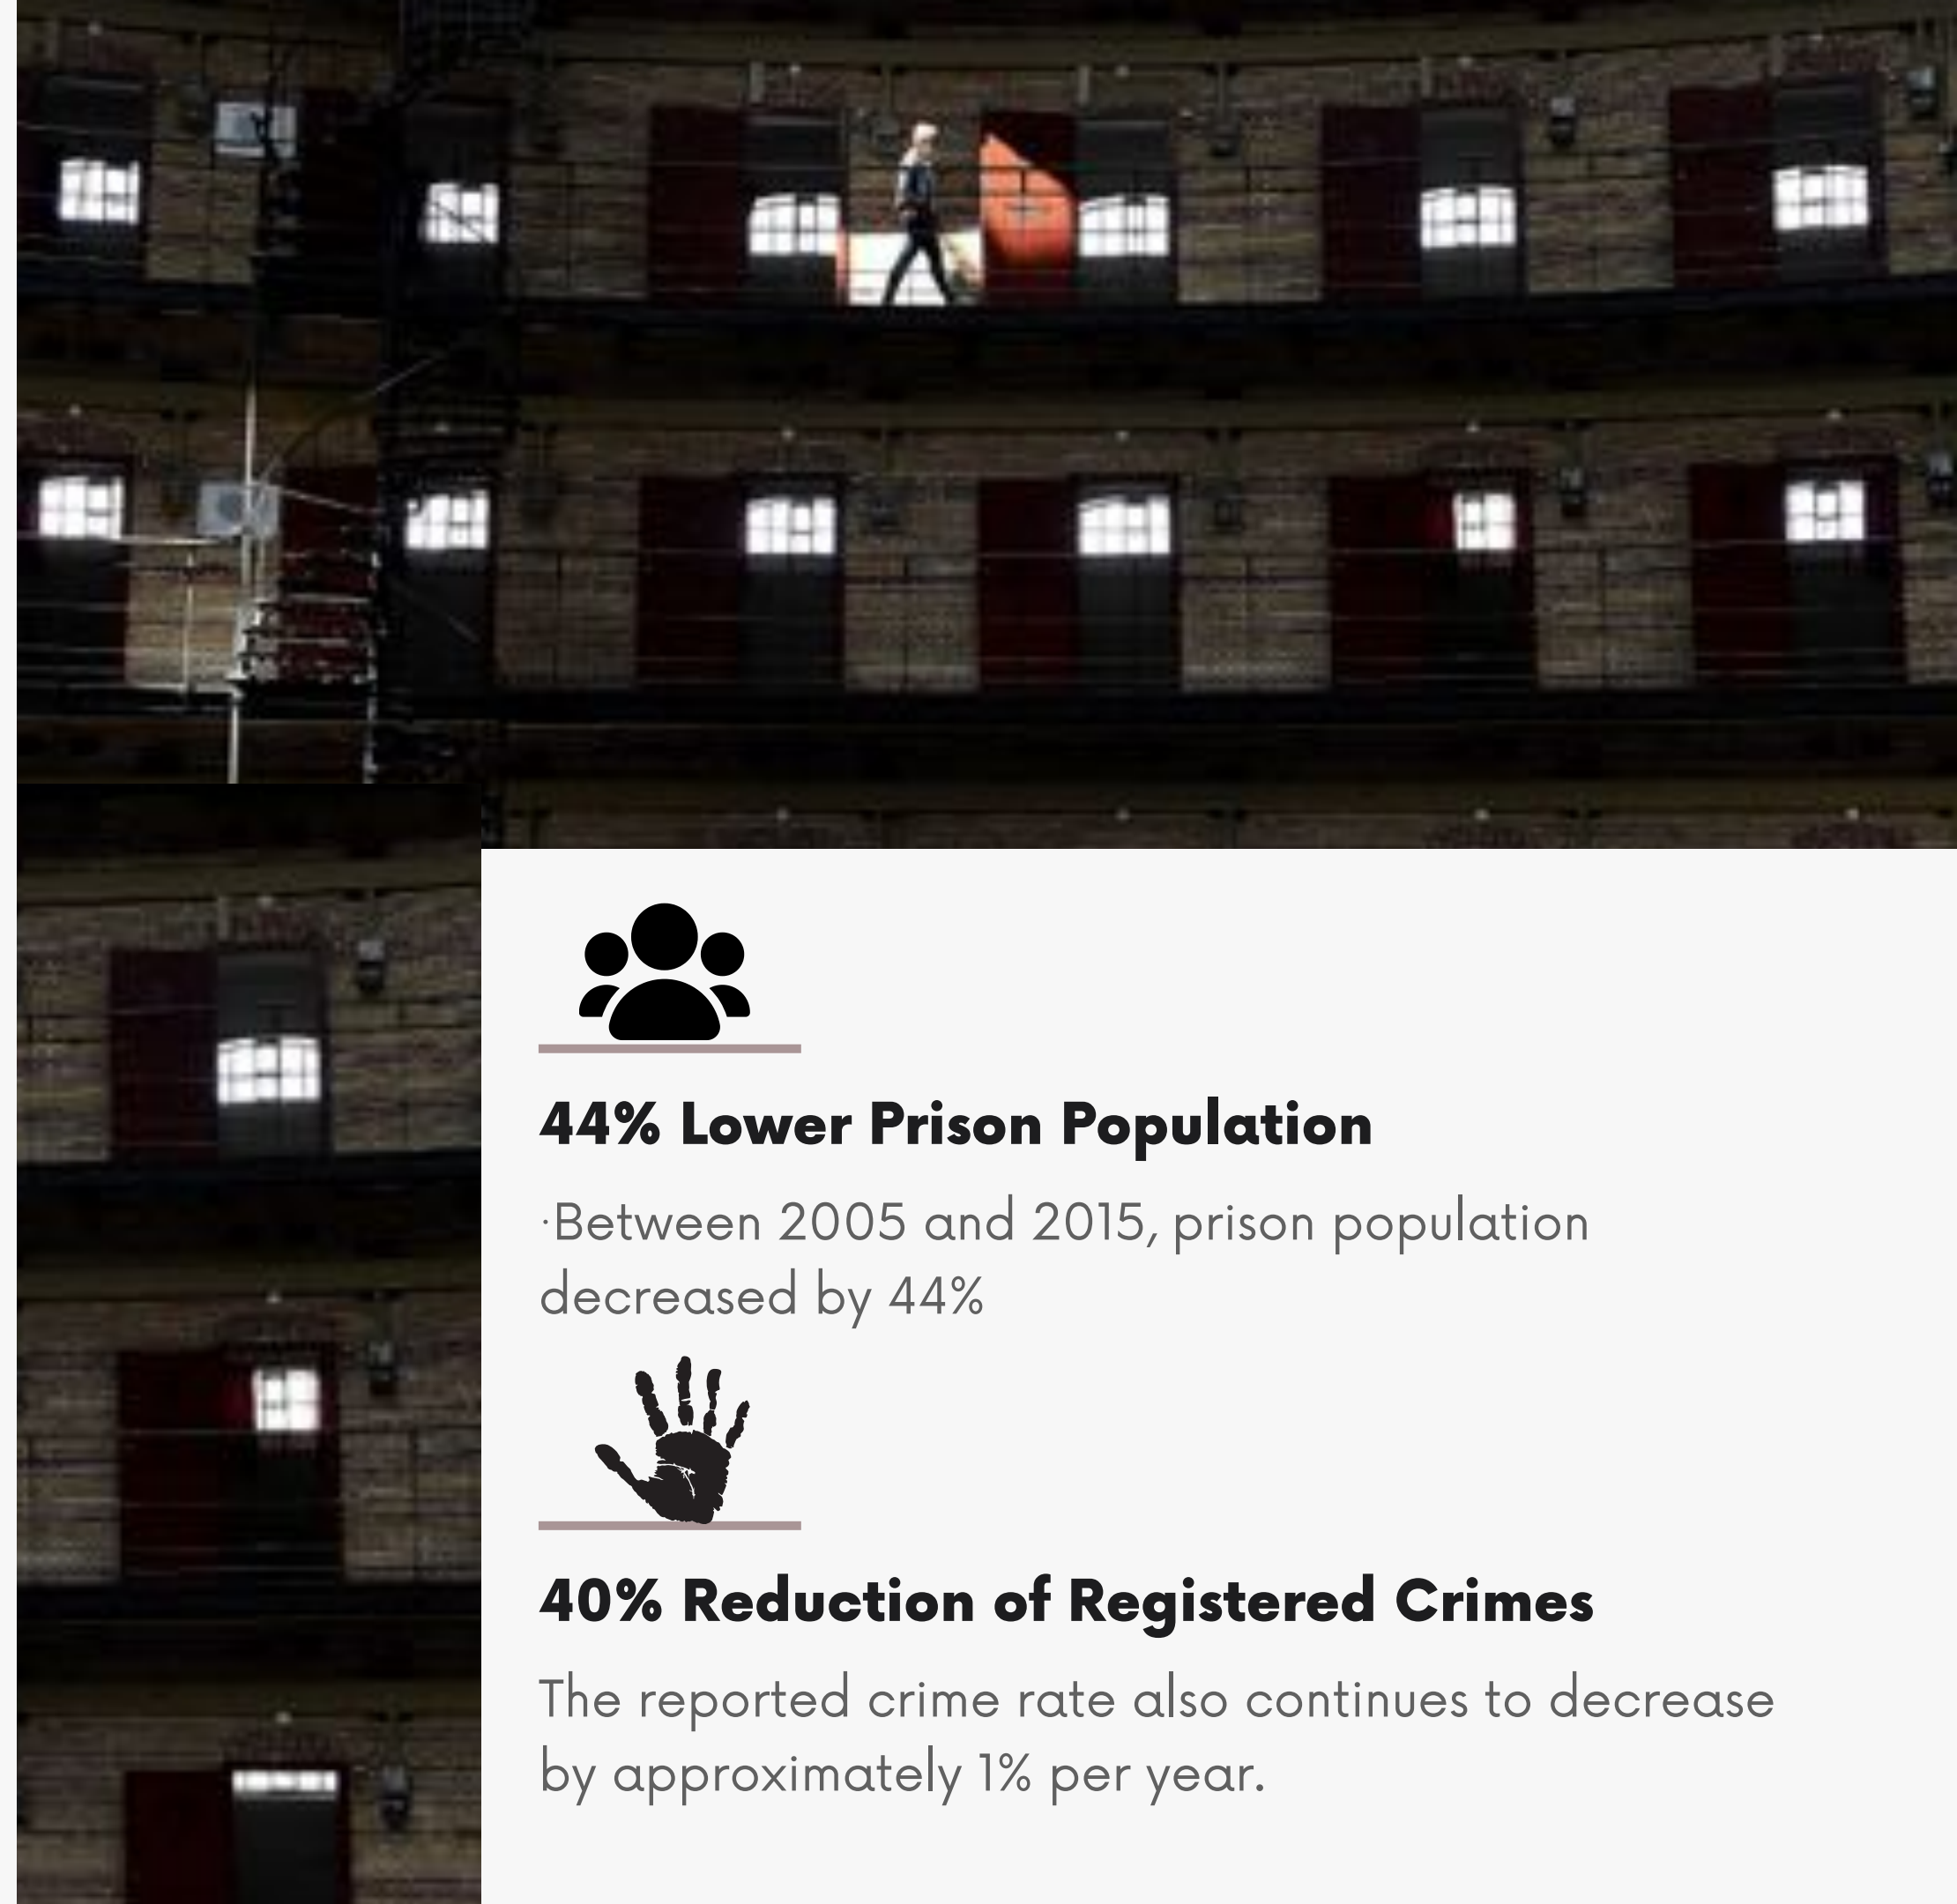 44% Lower Prison Population
·Between 2005 and 2015, prison population
decreased by 44%
40% Reduction of Registered Crimes
The reported crime rate also continues to decrease
by approximately 1% per year.